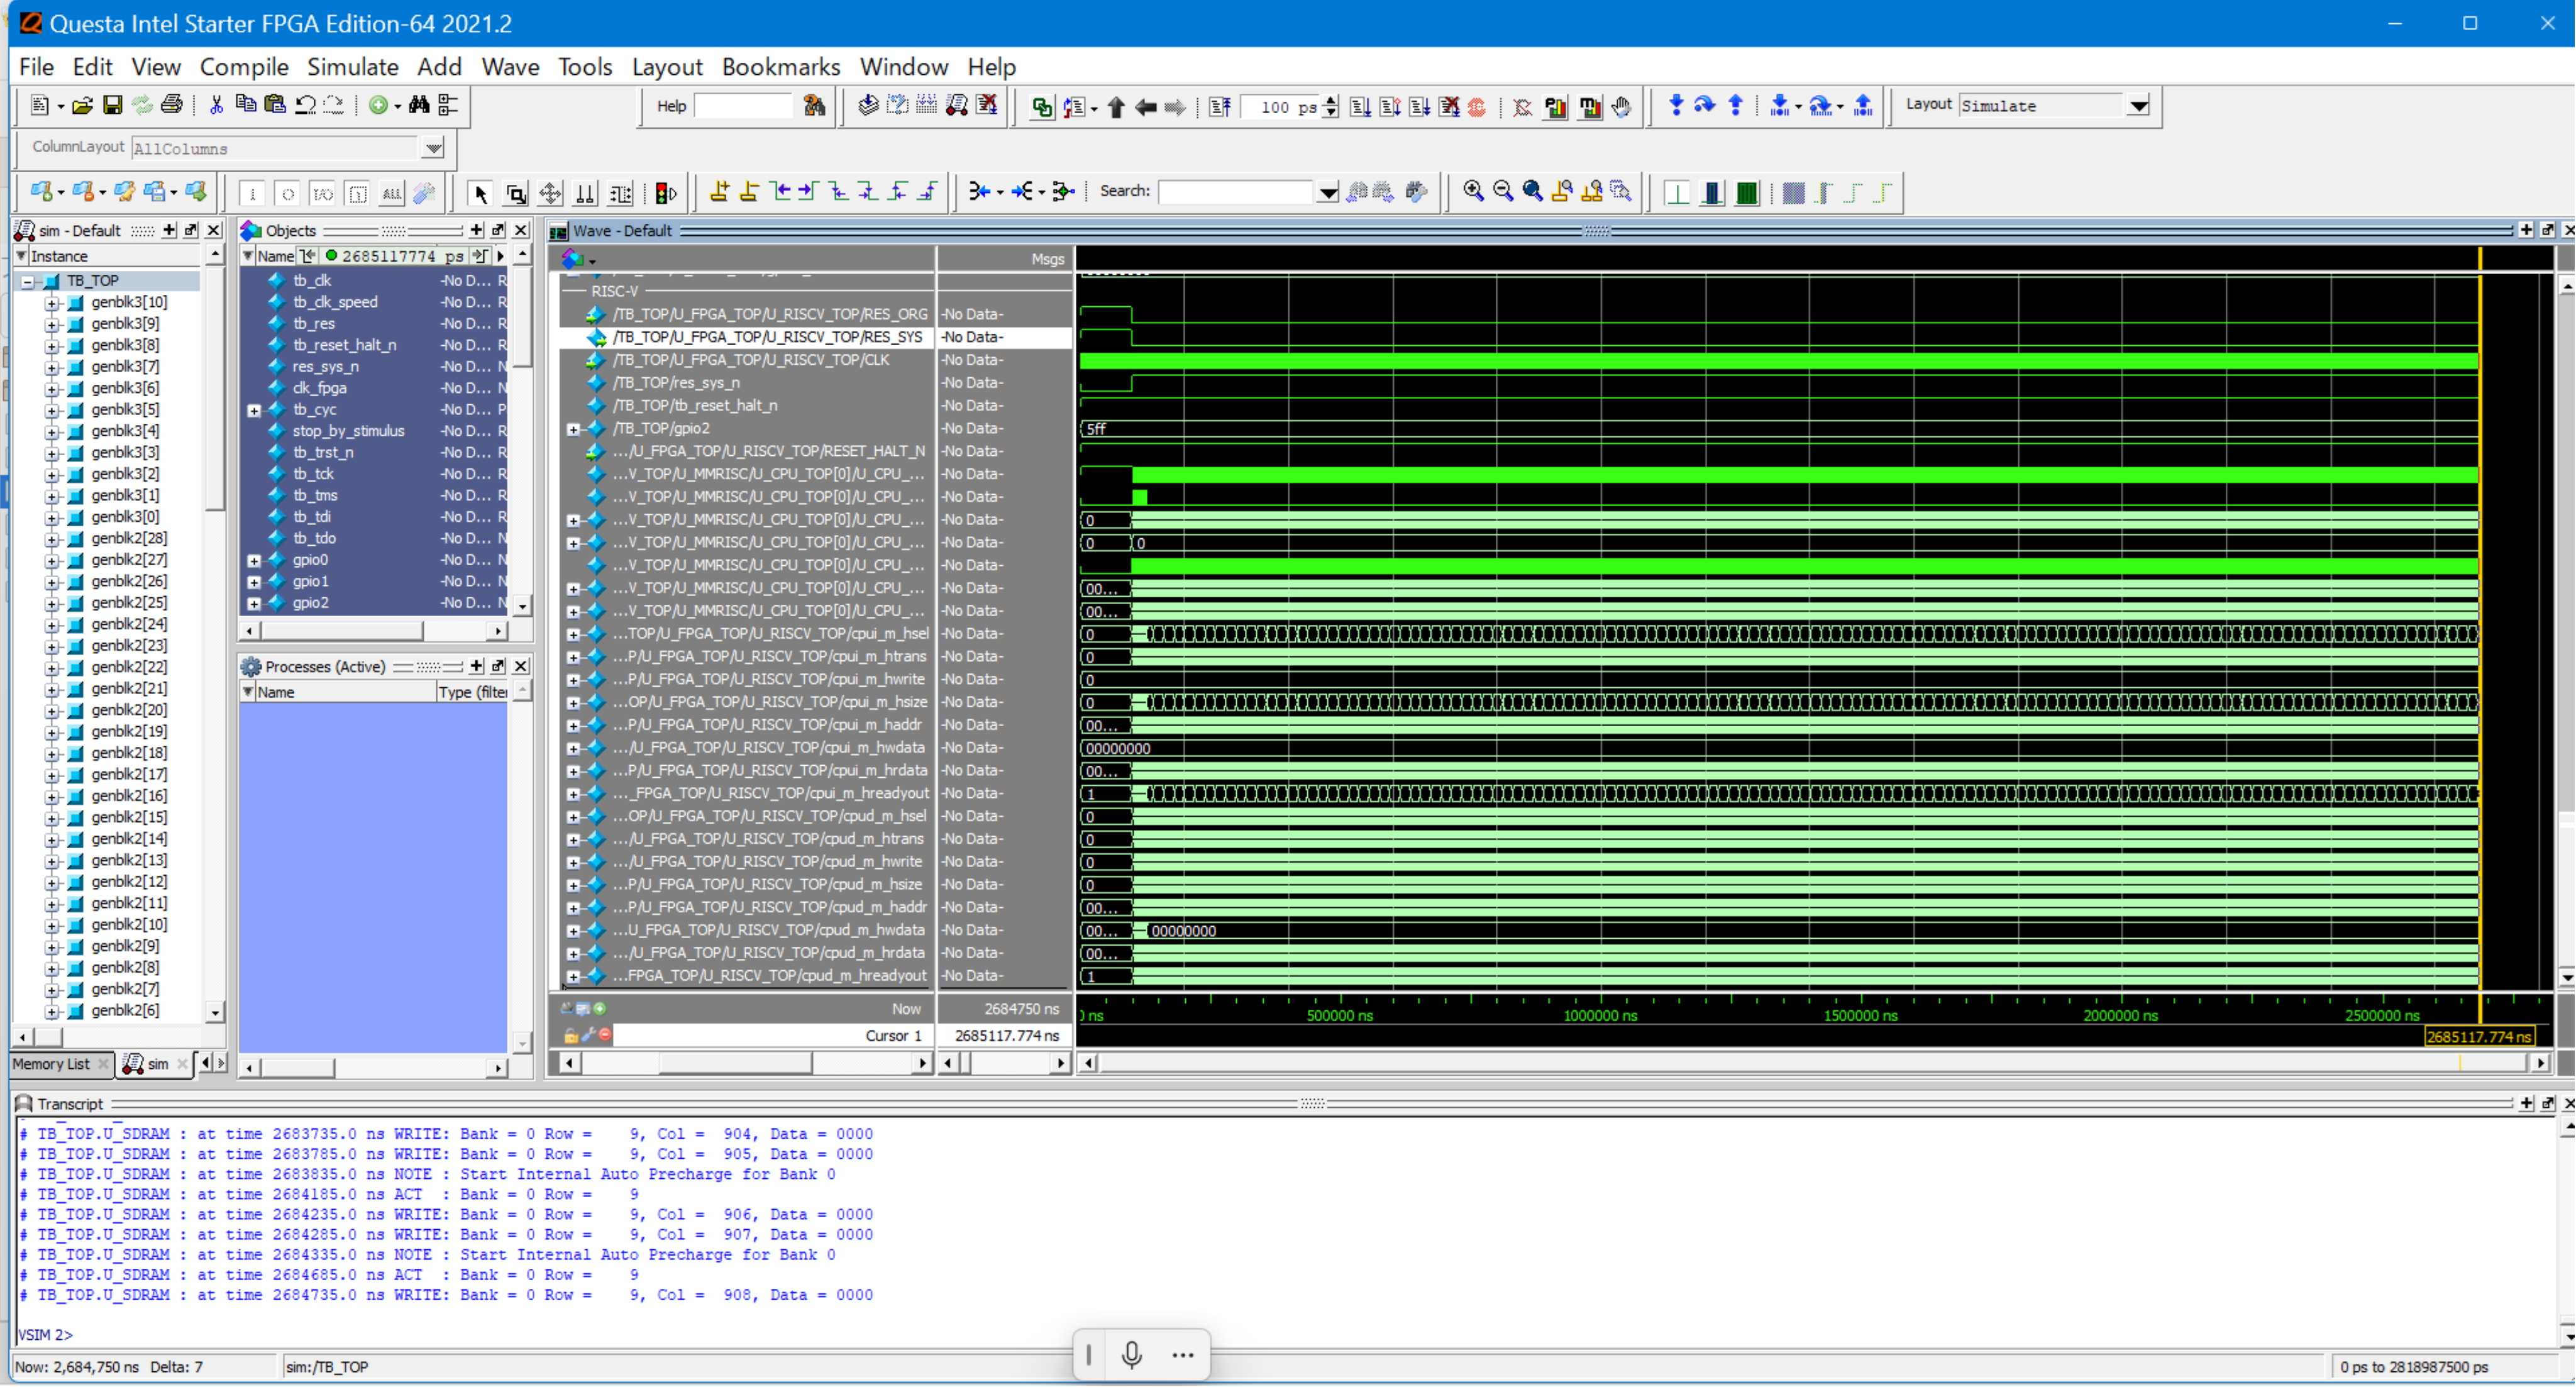 Questa Intel Starter FPGA Edition-64 2021.2
File Edit View Compile Simulate Add Wave Tools Layout Bookmarks Window Help
Help 100 ps Layout Simulate
ColumnLayout AllColumns
I O I/O ALL Search:
sim - Default
Instance
TB_TOP
genblk3[10]
genblk3[9]
genblk3[8]
genblk3[7]
genblk3[6]
genblk3[5]
genblk3[4]
genblk3[3]
genblk3[2]
genblk3[1]
genblk3[0]
genblk2[28]
genblk2[27]
genblk2[26]
genblk2[25]
genblk2[24]
genblk2[23]
genblk2[22]
genblk2[21]
genblk2[20]
genblk2[19]
genblk2[18]
genblk2[17]
genblk2[16]
genblk2[15]
genblk2[14]
genblk2[13]
genblk2[12]
genblk2[11]
genblk2[10]
genblk2[9]
genblk2[8]
genblk2[7]
genblk2[6]
Memory List sim
Objects
Name 2685117774 ps
tb_clk -No D... R
tb_clk_speed -No D... R
tb_res -No D... R
tb_reset_halt_n -No D... R
res_sys_n -No D... N
clk_fpga -No D... N
tb_cyc -No D... P
stop_by_stimulus -No D... R
tb_trst_n -No D... R
tb_tck -No D... R
tb_tms -No D... R
tb_tdi -No D... R
tb_tdo -No D... N
gpio0 -No D... N
gpio1 -No D... N
gpio2 -No D... N
Processes (Active)
Name Type (filter
Wave - Default
Msgs
RISC-V
/TB_TOP/U_FPGA_TOP/U_RISCV_TOP/RES_ORG -No Data-
/TB_TOP/U_FPGA_TOP/U_RISCV_TOP/RES_SYS -No Data-
/TB_TOP/U_FPGA_TOP/U_RISCV_TOP/CLK -No Data-
/TB_TOP/res_sys_n -No Data-
/TB_TOP/tb_reset_halt_n -No Data-
/TB_TOP/gpio2 -No Data- 5ff
.../U_FPGA_TOP/U_RISCV_TOP/RESET_HALT_N -No Data-
...V_TOP/U_MMRISC/U_CPU_TOP[0]/U_CPU_... -No Data-
...V_TOP/U_MMRISC/U_CPU_TOP[0]/U_CPU_... -No Data-
...V_TOP/U_MMRISC/U_CPU_TOP[0]/U_CPU_... -No Data- 0
...V_TOP/U_MMRISC/U_CPU_TOP[0]/U_CPU_... -No Data- 0 0
...V_TOP/U_MMRISC/U_CPU_TOP[0]/U_CPU_... -No Data-
...V_TOP/U_MMRISC/U_CPU_TOP[0]/U_CPU_... -No Data- 00...
...V_TOP/U_MMRISC/U_CPU_TOP[0]/U_CPU_... -No Data- 00...
...TOP/U_FPGA_TOP/U_RISCV_TOP/cpui_m_hsel -No Data- 0
...P/U_FPGA_TOP/U_RISCV_TOP/cpui_m_htrans -No Data- 0
...P/U_FPGA_TOP/U_RISCV_TOP/cpui_m_hwrite -No Data- 0
...OP/U_FPGA_TOP/U_RISCV_TOP/cpui_m_hsize -No Data- 0
...P/U_FPGA_TOP/U_RISCV_TOP/cpui_m_haddr -No Data- 00...
.../U_FPGA_TOP/U_RISCV_TOP/cpui_m_hwdata -No Data- 00000000
...P/U_FPGA_TOP/U_RISCV_TOP/cpui_m_hrdata -No Data- 00...
..._FPGA_TOP/U_RISCV_TOP/cpui_m_hreadyout -No Data- 1
...OP/U_FPGA_TOP/U_RISCV_TOP/cpud_m_hsel -No Data- 0
.../U_FPGA_TOP/U_RISCV_TOP/cpud_m_htrans -No Data- 0
.../U_FPGA_TOP/U_RISCV_TOP/cpud_m_hwrite -No Data- 0
...P/U_FPGA_TOP/U_RISCV_TOP/cpud_m_hsize -No Data- 0
...P/U_FPGA_TOP/U_RISCV_TOP/cpud_m_haddr -No Data- 00...
...U_FPGA_TOP/U_RISCV_TOP/cpud_m_hwdata -No Data- 00... 00000000
.../U_FPGA_TOP/U_RISCV_TOP/cpud_m_hrdata -No Data- 00...
...FPGA_TOP/U_RISCV_TOP/cpud_m_hreadyout -No Data- 1
Now 2684750 ns ns 500000 ns 1000000 ns 1500000 ns 2000000 ns 2500000 ns
Cursor 1 2685117.774 ns 2685117.774 ns
Transcript
# TB_TOP.U_SDRAM : at time 2683735.0 ns WRITE: Bank = 0 Row = 9, Col = 904, Data = 0000
# TB_TOP.U_SDRAM : at time 2683785.0 ns WRITE: Bank = 0 Row = 9, Col = 905, Data = 0000
# TB_TOP.U_SDRAM : at time 2683835.0 ns NOTE : Start Internal Auto Precharge for Bank 0
# TB_TOP.U_SDRAM : at time 2684185.0 ns ACT : Bank = 0 Row = 9
# TB_TOP.U_SDRAM : at time 2684235.0 ns WRITE: Bank = 0 Row = 9, Col = 906, Data = 0000
# TB_TOP.U_SDRAM : at time 2684285.0 ns WRITE: Bank = 0 Row = 9, Col = 907, Data = 0000
# TB_TOP.U_SDRAM : at time 2684335.0 ns NOTE : Start Internal Auto Precharge for Bank 0
# TB_TOP.U_SDRAM : at time 2684685.0 ns ACT : Bank = 0 Row = 9
# TB_TOP.U_SDRAM : at time 2684735.0 ns WRITE: Bank = 0 Row = 9, Col = 908, Data = 0000
VSIM 2>
Now: 2,684,750 ns Delta: 7 sim:/TB_TOP 0 ps to 2818987500 ps